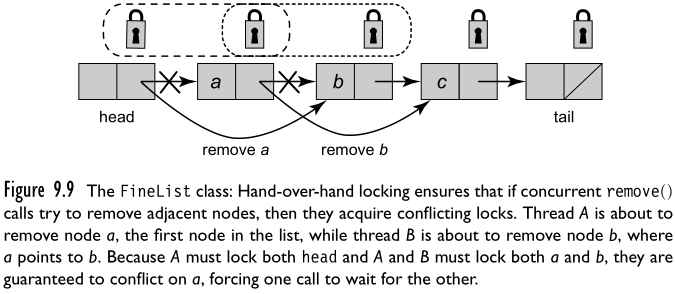 a b c
head tail
remove a remove b
Figure 9.9 The FineList class: Hand-over-hand locking ensures that if concurrent remove()
calls try to remove adjacent nodes, then they acquire conflicting locks. Thread A is about to
remove node a, the first node in the list, while thread B is about to remove node b, where
a points to b. Because A must lock both head and A and B must lock both a and b, they are
guaranteed to conflict on a, forcing one call to wait for the other.